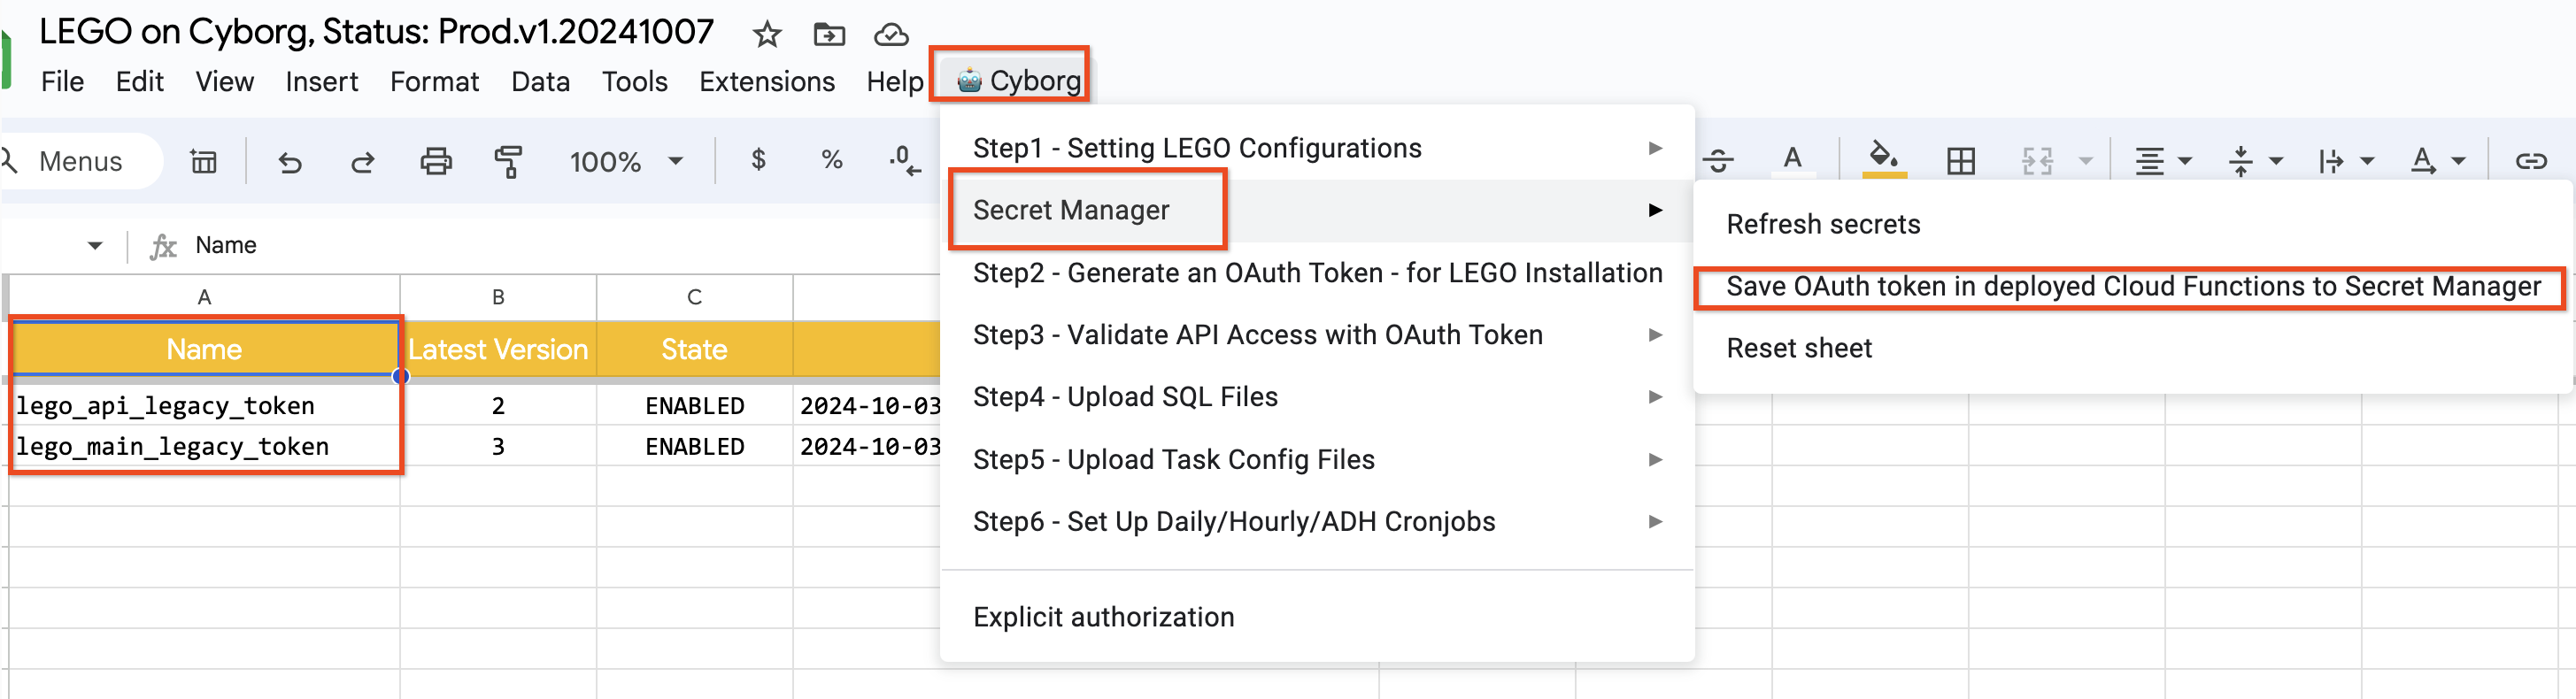 LEGO on Cyborg, Status: Prod.v1.20241007
File Edit View Insert Format Data Tools Extensions Help 🤖 Cyborg
Menus 100% $ % .0
Name
A B C
Name Latest Version State
lego_api_legacy_token 2 ENABLED 2024-10-03
lego_main_legacy_token 3 ENABLED 2024-10-03
Step1 - Setting LEGO Configurations
Secret Manager
Step2 - Generate an OAuth Token - for LEGO Installation
Step3 - Validate API Access with OAuth Token
Step4 - Upload SQL Files
Step5 - Upload Task Config Files
Step6 - Set Up Daily/Hourly/ADH Cronjobs
Explicit authorization
Refresh secrets
Save OAuth token in deployed Cloud Functions to Secret Manager
Reset sheet